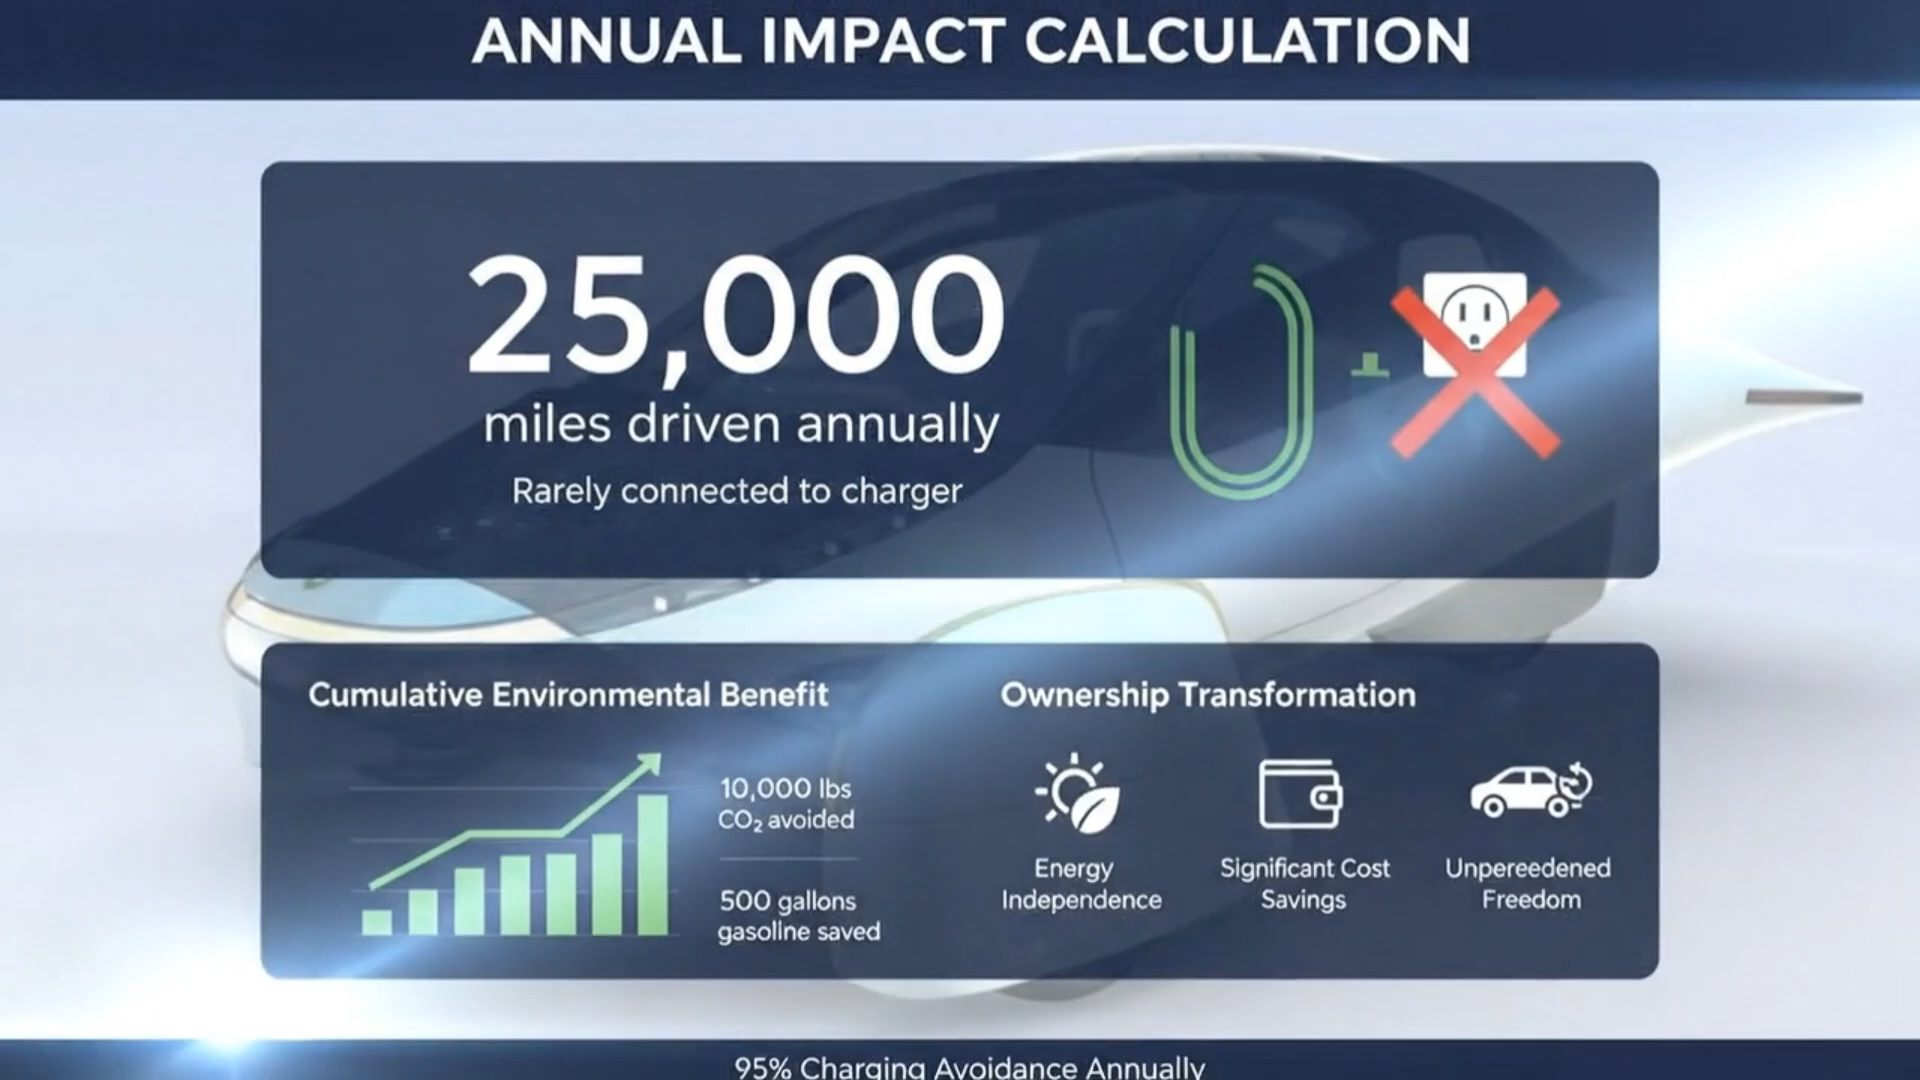 ANNUAL IMPACT CALCULATION
25,000
miles driven annually
Rarely connected to charger
Cumulative Environmental Benefit
10,000 lbs
CO₂ avoided
500 gallons
gasoline saved
Ownership Transformation
Energy
Independence
Significant Cost
Savings
Unpereedened
Freedom
95% Charging Avoidance Annually